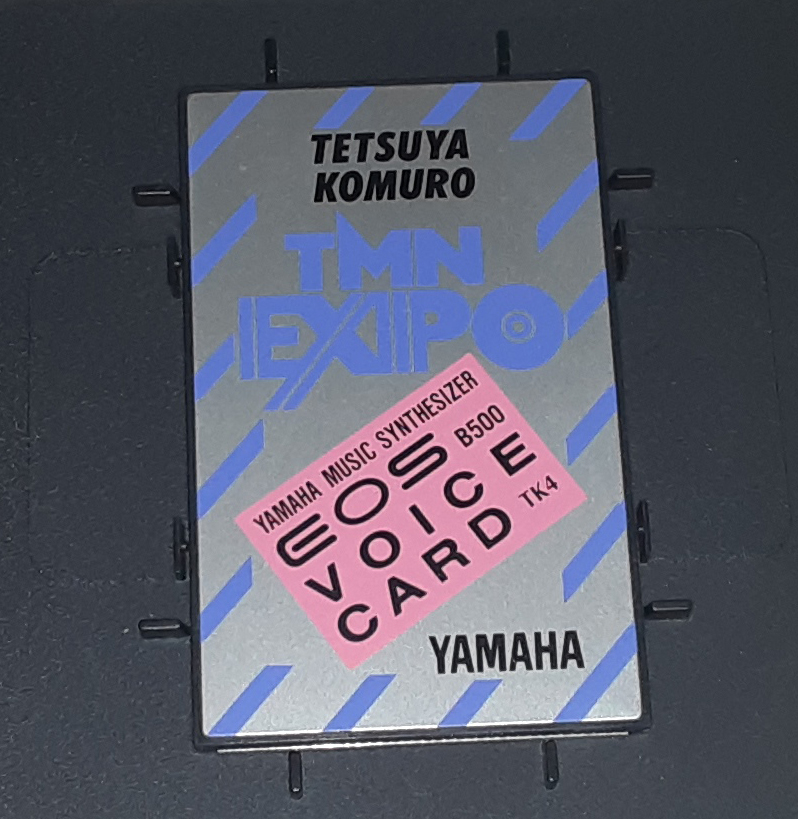 TETSUYA
KOMURO
TMN
EXPO
YAMAHA MUSIC SYNTHESIZER
EOS B500
VOICE
CARD TK4
YAMAHA